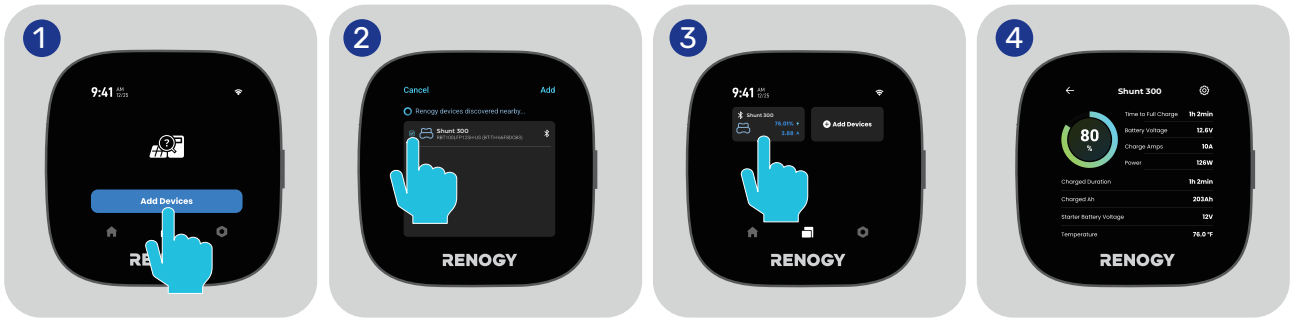 1
9:41 AM
12/25
Add Devices
RE
2
Cancel Add
Renogy devices discovered nearby...
Shunt 300
RENOGY
3
9:41 AM
12/25
Shunt 300
76.01%
3.88
Add Devices
RENOGY
4
Shunt 300
80
%
Time to Full Charge 1h 2min
Battery Voltage 12.6V
Charge Amps 10A
Power 126W
Charged Duration 1h 2min
Charged Ah 203Ah
Starter Battery Voltage 12V
Temperature 76.0 °F
RENOGY